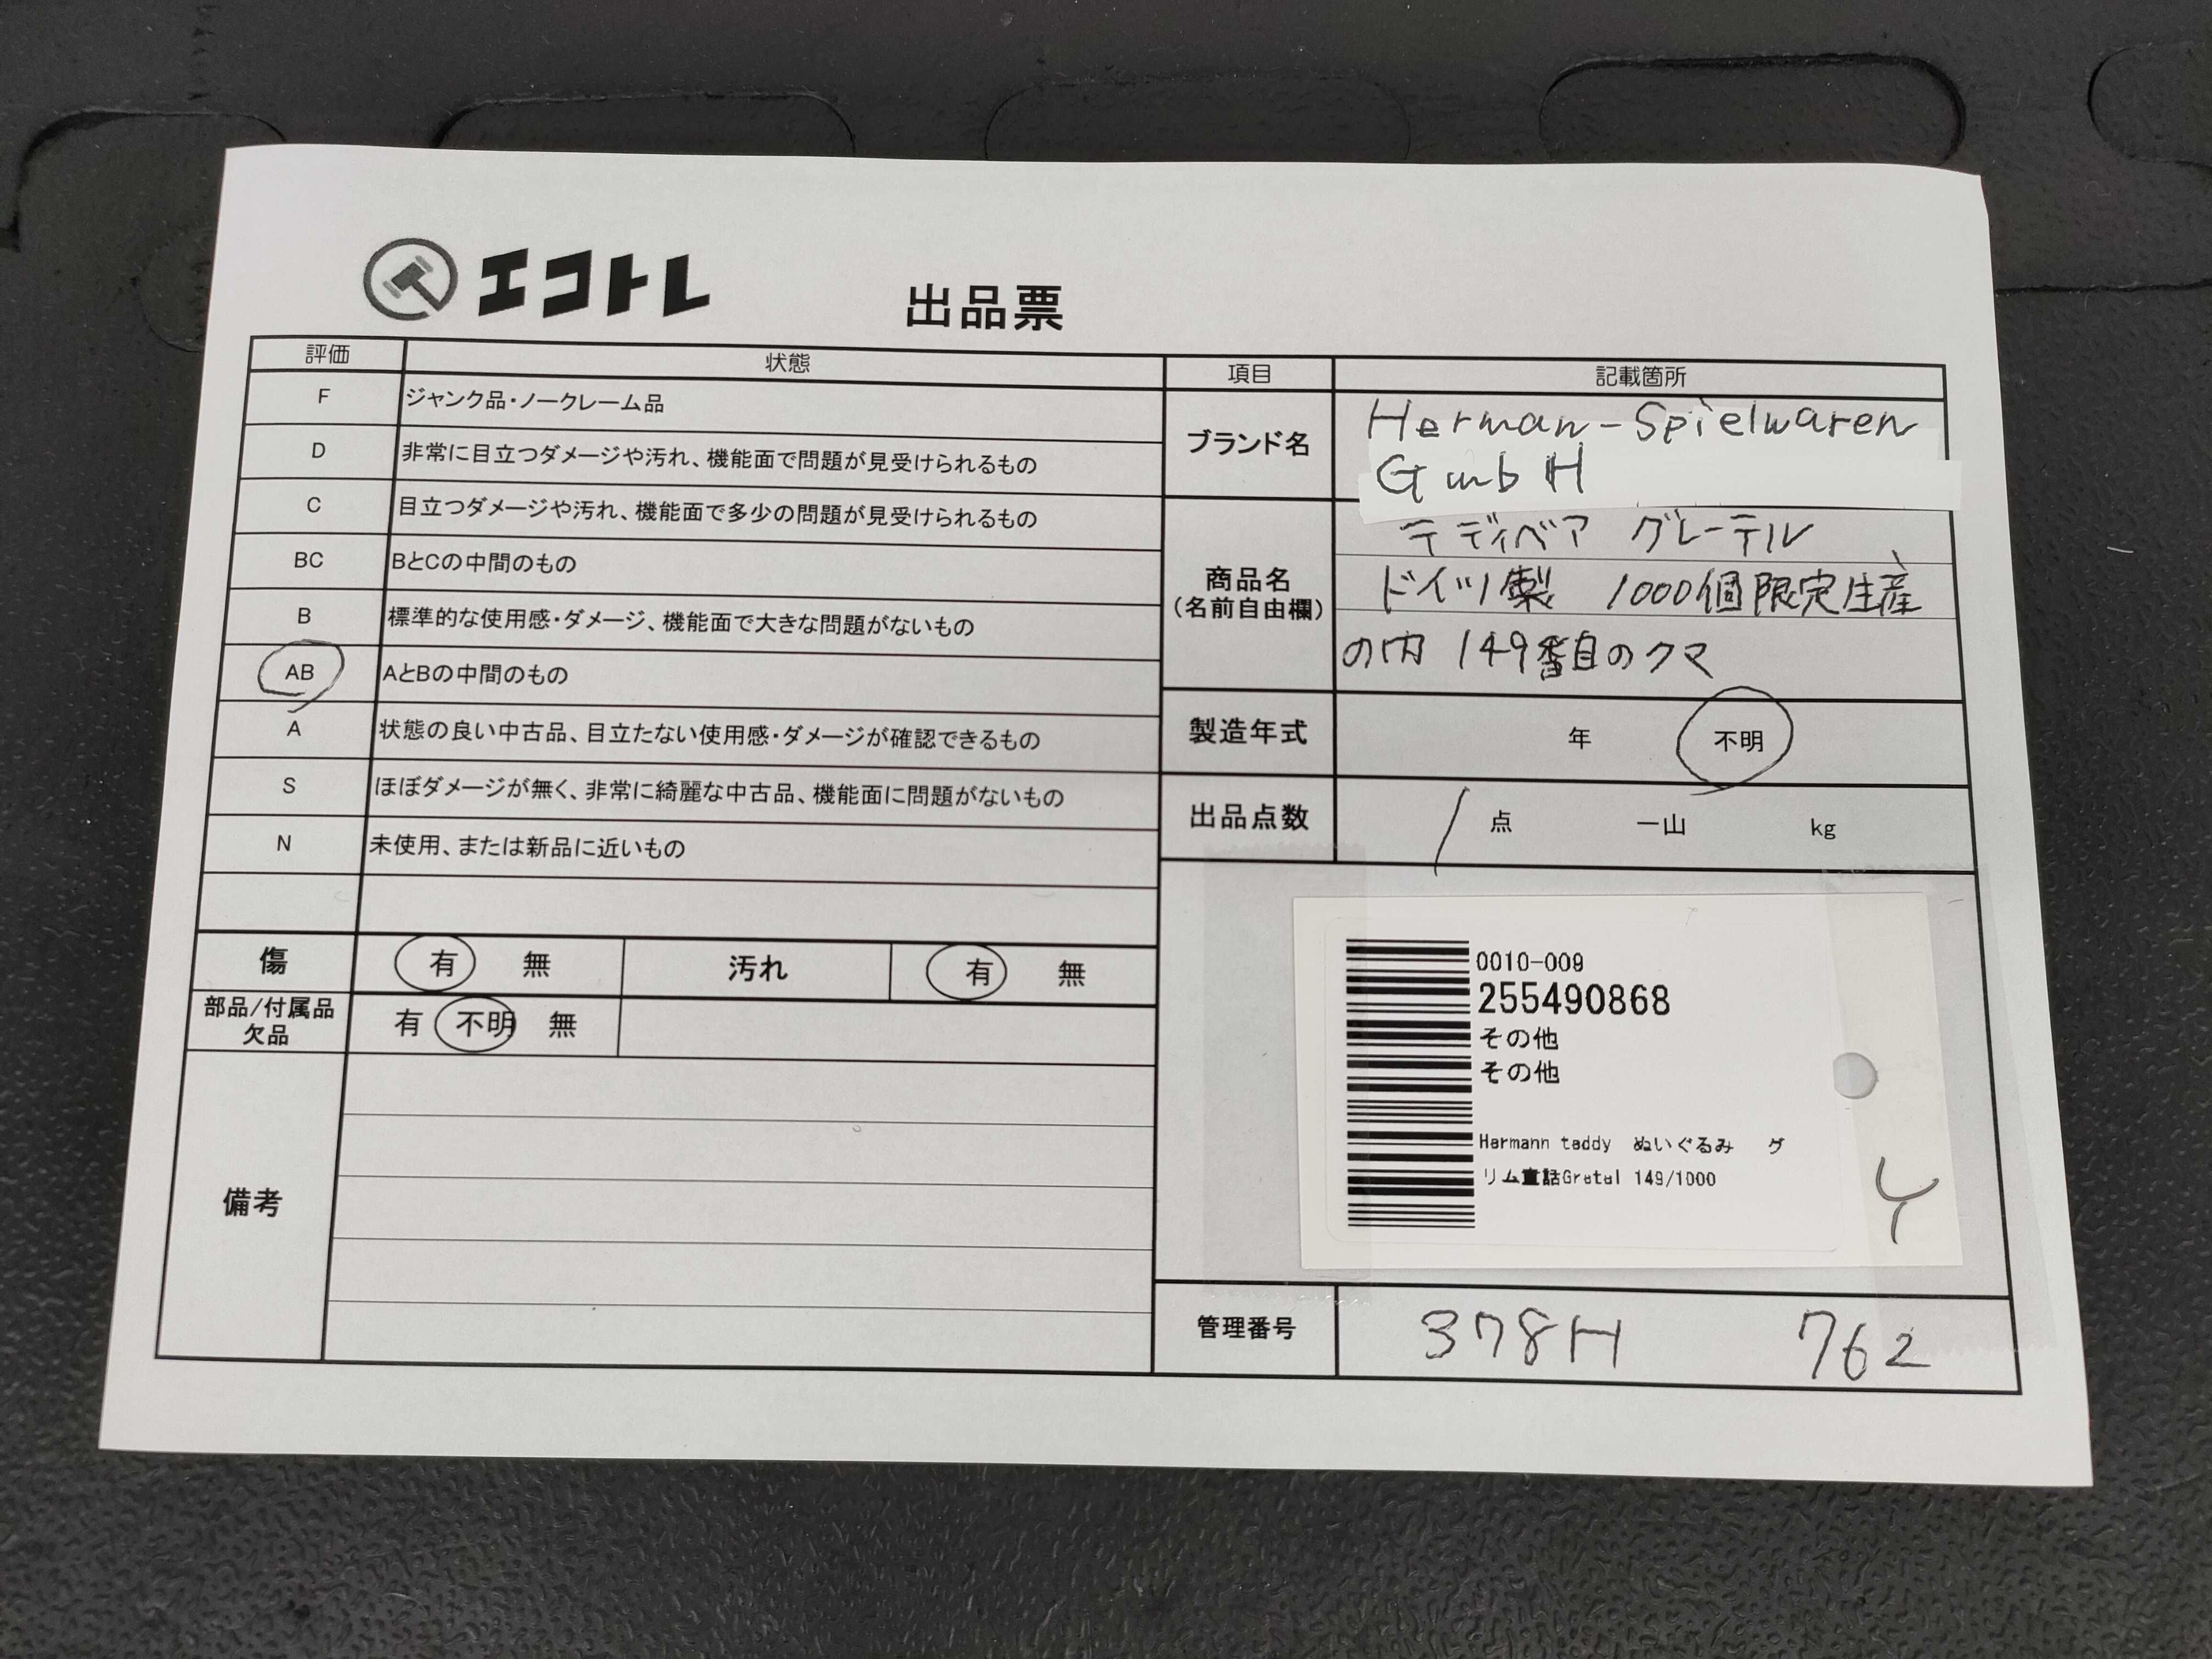 エコトレ
出品票
評価 状態
F ジャンク品・ノークレーム品
D 非常に目立つダメージや汚れ、機能面で問題が見受けられるもの
C 目立つダメージや汚れ、機能面で多少の問題が見受けられるもの
BC BとCの中間のもの
B 標準的な使用感・ダメージ、機能面で大きな問題がないもの
AB AとBの中間のもの
A 状態の良い中古品、目立たない使用感・ダメージが確認できるもの
S ほぼダメージが無く、非常に綺麗な中古品、機能面に問題がないもの
N 未使用、または新品に近いもの
傷 有 無 汚れ 有 無
部品/付属品
欠品
有 不明 無
備考
項目 記載箇所
ブランド名
Herman-Spielwaren
GmbH
商品名
(名前自由欄)
テディベア グレーテル
ドイツ製 1000個限定生産
の内 149番目のクマ
製造年式 年 不明
出品点数 1 点 一山 kg
0010-009
255490868
その他
その他
Harmann taddy ぬいぐるみ グ
リム童話Gretal 149/1000
管理番号 378H 762